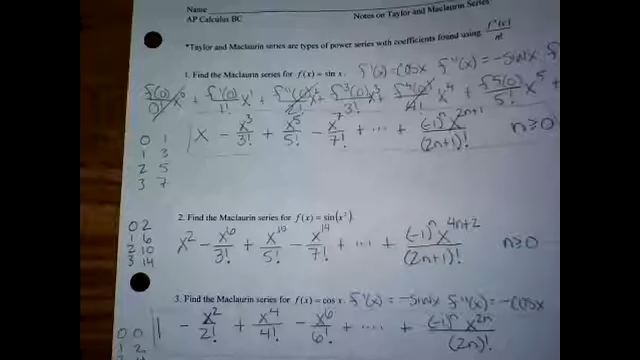 Name
AP Calculus BC
Notes on Taylor and Maclaurin Series
*Taylor and Maclaurin series are types of power series with coefficients found using f^n(c)/n!
1. Find the Maclaurin series for f(x) = sin x. f'(x)=cosx f''(x)=-sinx
f(0)/0! x^0 + f'(0)/1! x^1 + f''(0)/2! x^2 + f^3(0)/3! x^3 + f^4(0)/4! x^4 + f^5(0)/5! x^5 +
x - x^3/3! + x^5/5! - x^7/7! + ... + (-1)^n x^(2n+1)/(2n+1)! n≥0
0 1
1 3
2 5
3 7
2. Find the Maclaurin series for f(x) = sin(x^2).
x^2 - x^6/3! + x^10/5! - x^14/7! + ... + (-1)^n x^(4n+2)/(2n+1)! n≥0
0 2
1 6
2 10
3 14
3. Find the Maclaurin series for f(x) = cos x. f'(x) = -sinx f''(x) = -cosx
1 - x^2/2! + x^4/4! - x^6/6! + ... + (-1)^n x^(2n)/(2n)!
0 0
1 2